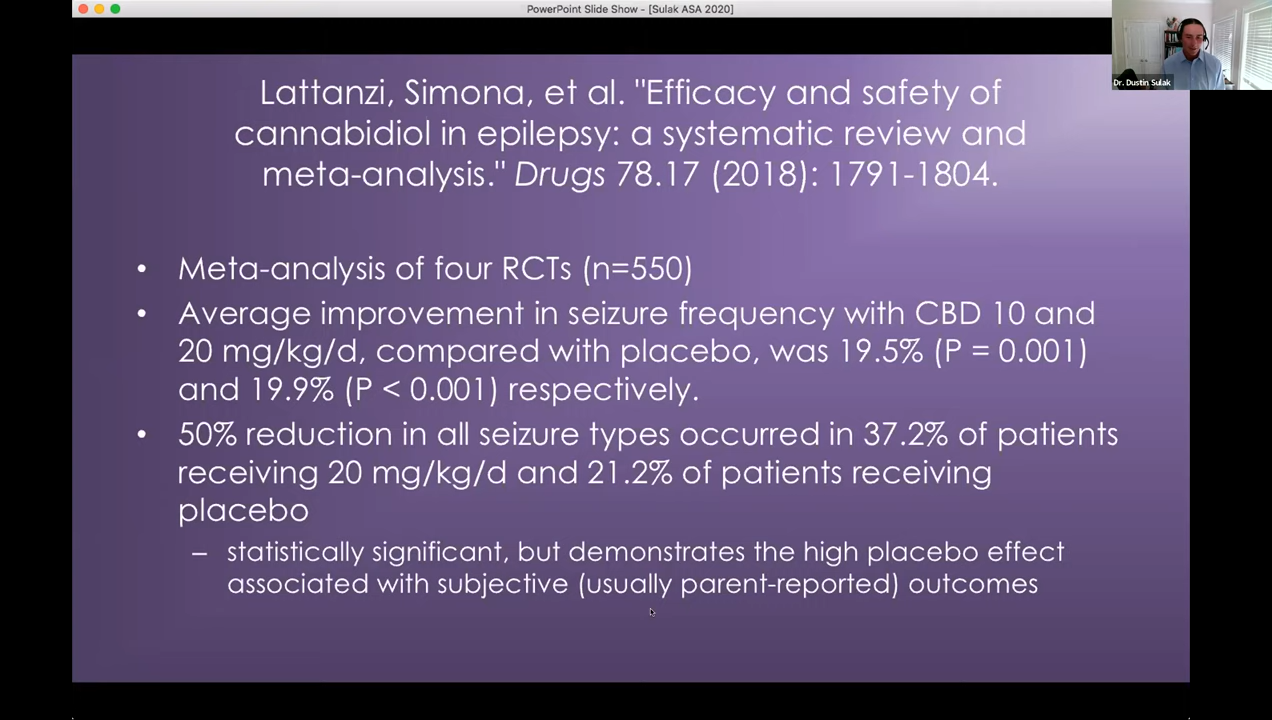 PowerPoint Slide Show - [Sulak ASA 2020]
Dr. Dustin Sulak
Lattanzi, Simona, et al. "Efficacy and safety of
cannabidiol in epilepsy: a systematic review and
meta-analysis." Drugs 78.17 (2018): 1791-1804.
• Meta-analysis of four RCTs (n=550)
• Average improvement in seizure frequency with CBD 10 and
20 mg/kg/d, compared with placebo, was 19.5% (P = 0.001)
and 19.9% (P < 0.001) respectively.
• 50% reduction in all seizure types occurred in 37.2% of patients
receiving 20 mg/kg/d and 21.2% of patients receiving
placebo
– statistically significant, but demonstrates the high placebo effect
associated with subjective (usually parent-reported) outcomes